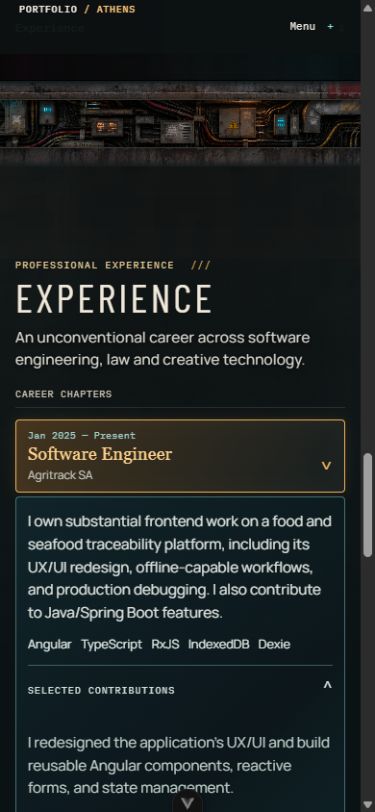 PORTFOLIO / ATHENS
Experience
Menu +
PROFESSIONAL EXPERIENCE ///
EXPERIENCE
An unconventional career across software
engineering, law and creative technology.
CAREER CHAPTERS
Jan 2025 — Present
Software Engineer
Agritrack SA
I own substantial frontend work on a food and
seafood traceability platform, including its
UX/UI redesign, offline-capable workflows,
and production debugging. I also contribute
to Java/Spring Boot features.
Angular TypeScript RxJS IndexedDB Dexie
SELECTED CONTRIBUTIONS
I redesigned the application's UX/UI and build
reusable Angular components, reactive
forms, and state management.